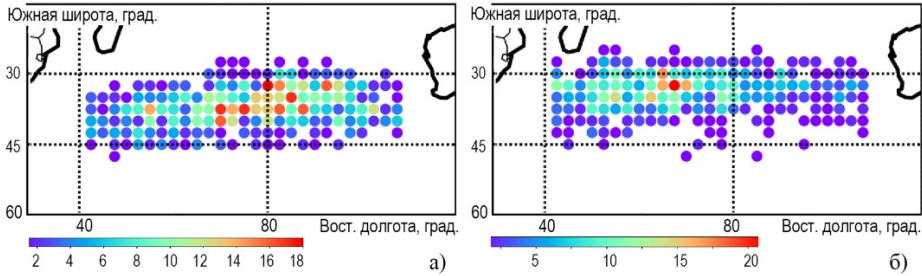 Южная широта, град.
30
45
60
40
80
Вост. долгота, град.
2 4 6 8 10 12 14 16 18
а)
Южная широта, град.
30
45
60
40
80
Вост. долгота, град.
5 10 15 20
б)